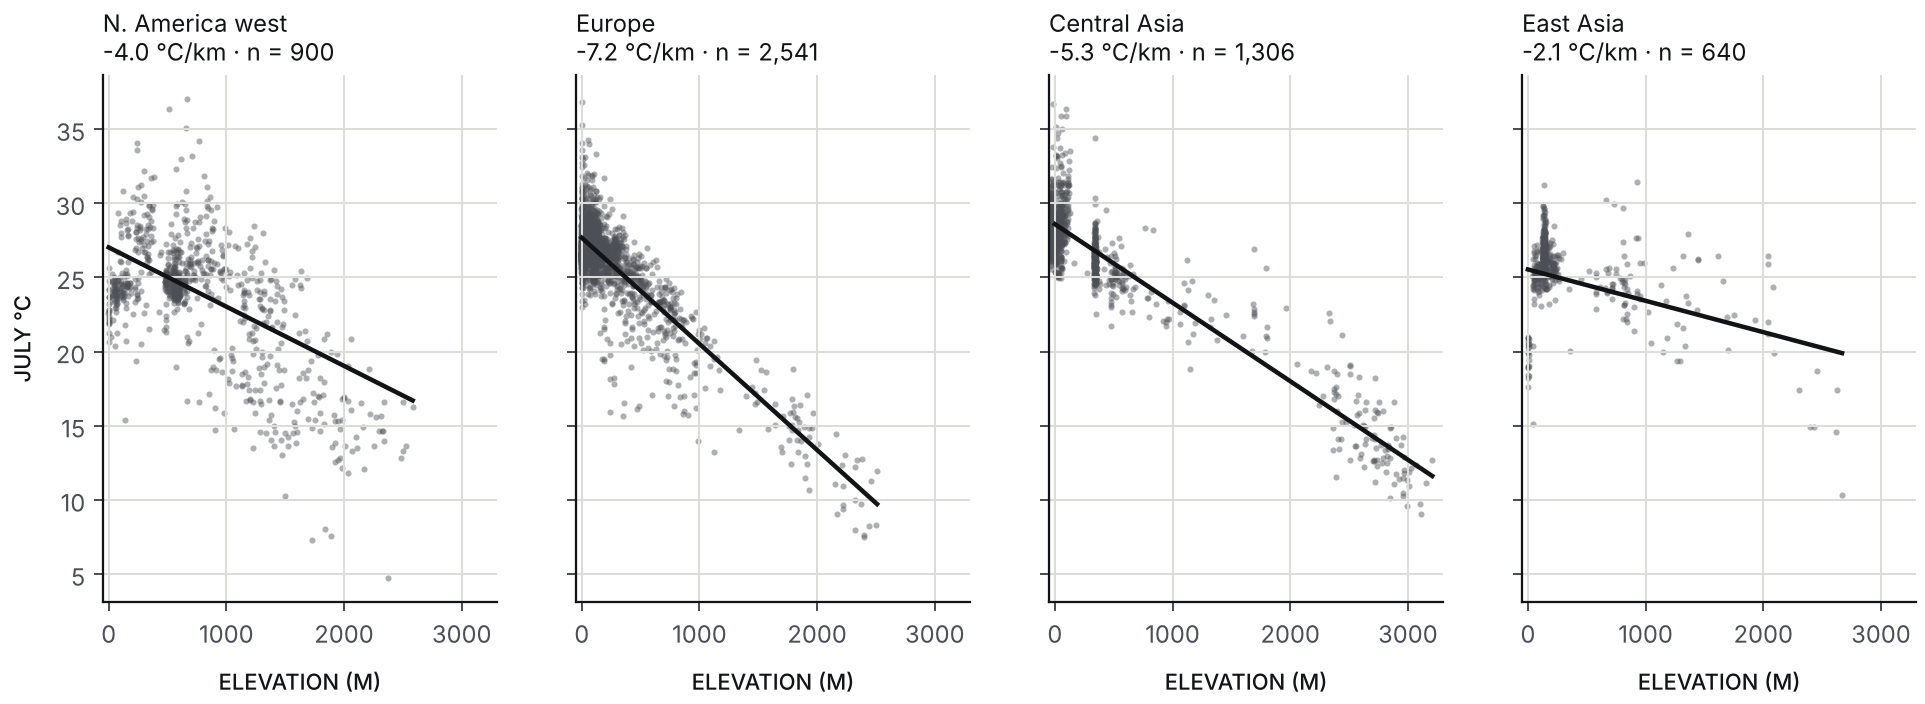 N. America west
-4.0 °C/km · n = 900
Europe
-7.2 °C/km · n = 2,541
Central Asia
-5.3 °C/km · n = 1,306
East Asia
-2.1 °C/km · n = 640
JULY °C
35
30
25
20
15
10
5
0 1000 2000 3000
0 1000 2000 3000
0 1000 2000 3000
0 1000 2000 3000
ELEVATION (M)
ELEVATION (M)
ELEVATION (M)
ELEVATION (M)